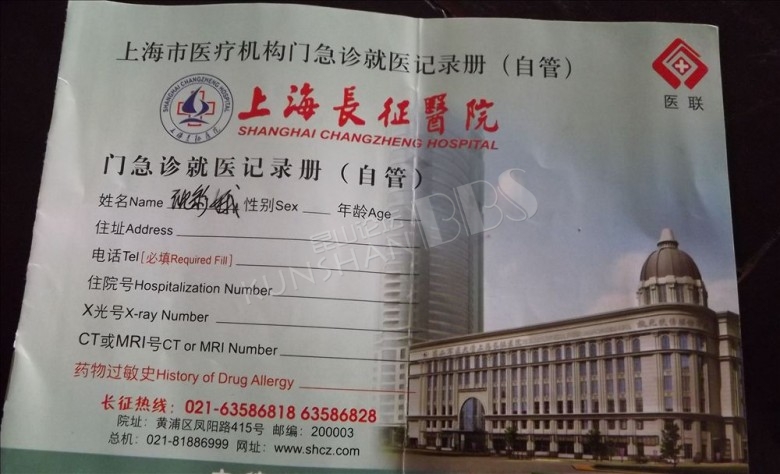 上海市医疗机构门急诊就医记录册（自管）
SHANGHAI CHANGZHENG HOSPITAL
上海長征醫院
SHANGHAI CHANGZHENG HOSPITAL
医联
门急诊就医记录册（自管）
姓名Name 性别Sex 年龄Age
住址Address
电话Tel[必填Required Fill]
住院号Hospitalization Number
X光号X-ray Number
CT或MRI号CT or MRI Number
药物过敏史History of Drug Allergy
长征热线：021-63586818 63586828
院址：黄浦区凤阳路415号 邮编：200003
总机：021-81886999 网址：www.shcz.com
昆山论坛
KUNSHAN BBS